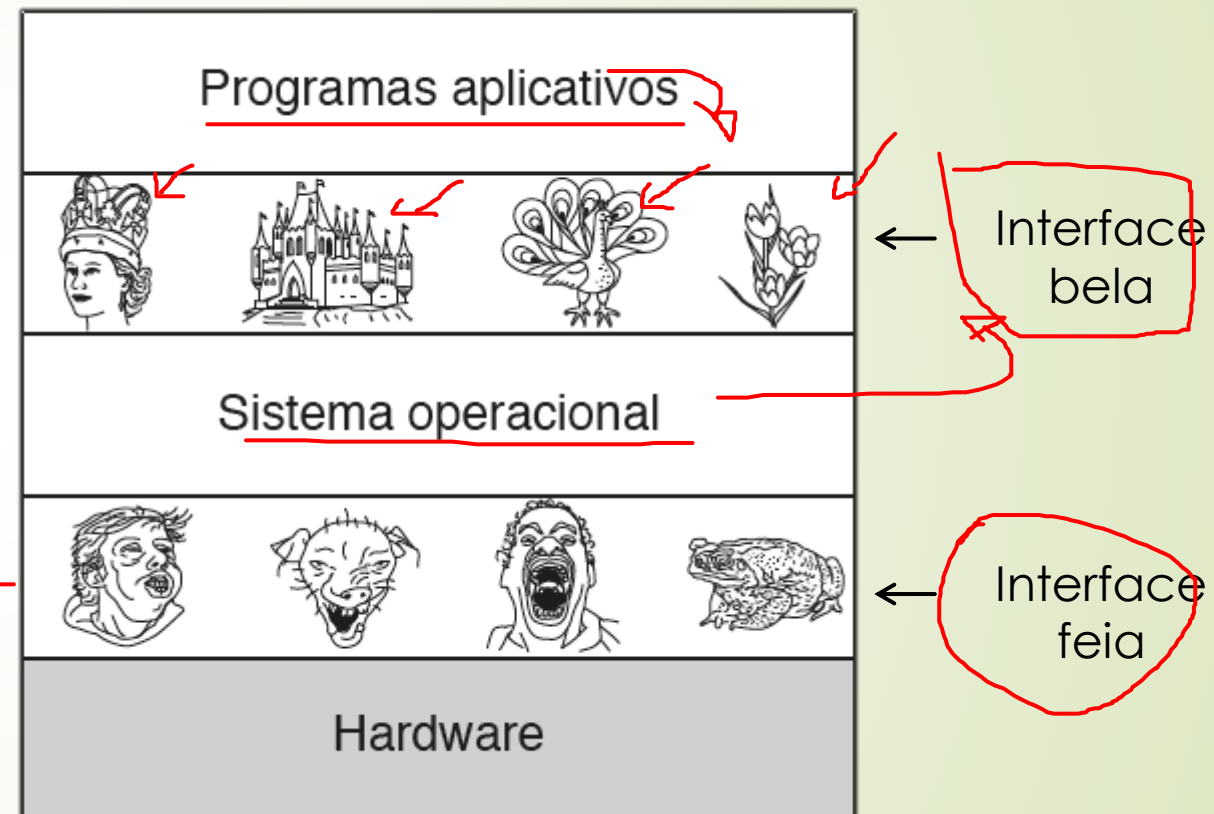 Programas aplicativos
Interface
bela
Sistema operacional
Interface
feia
Hardware